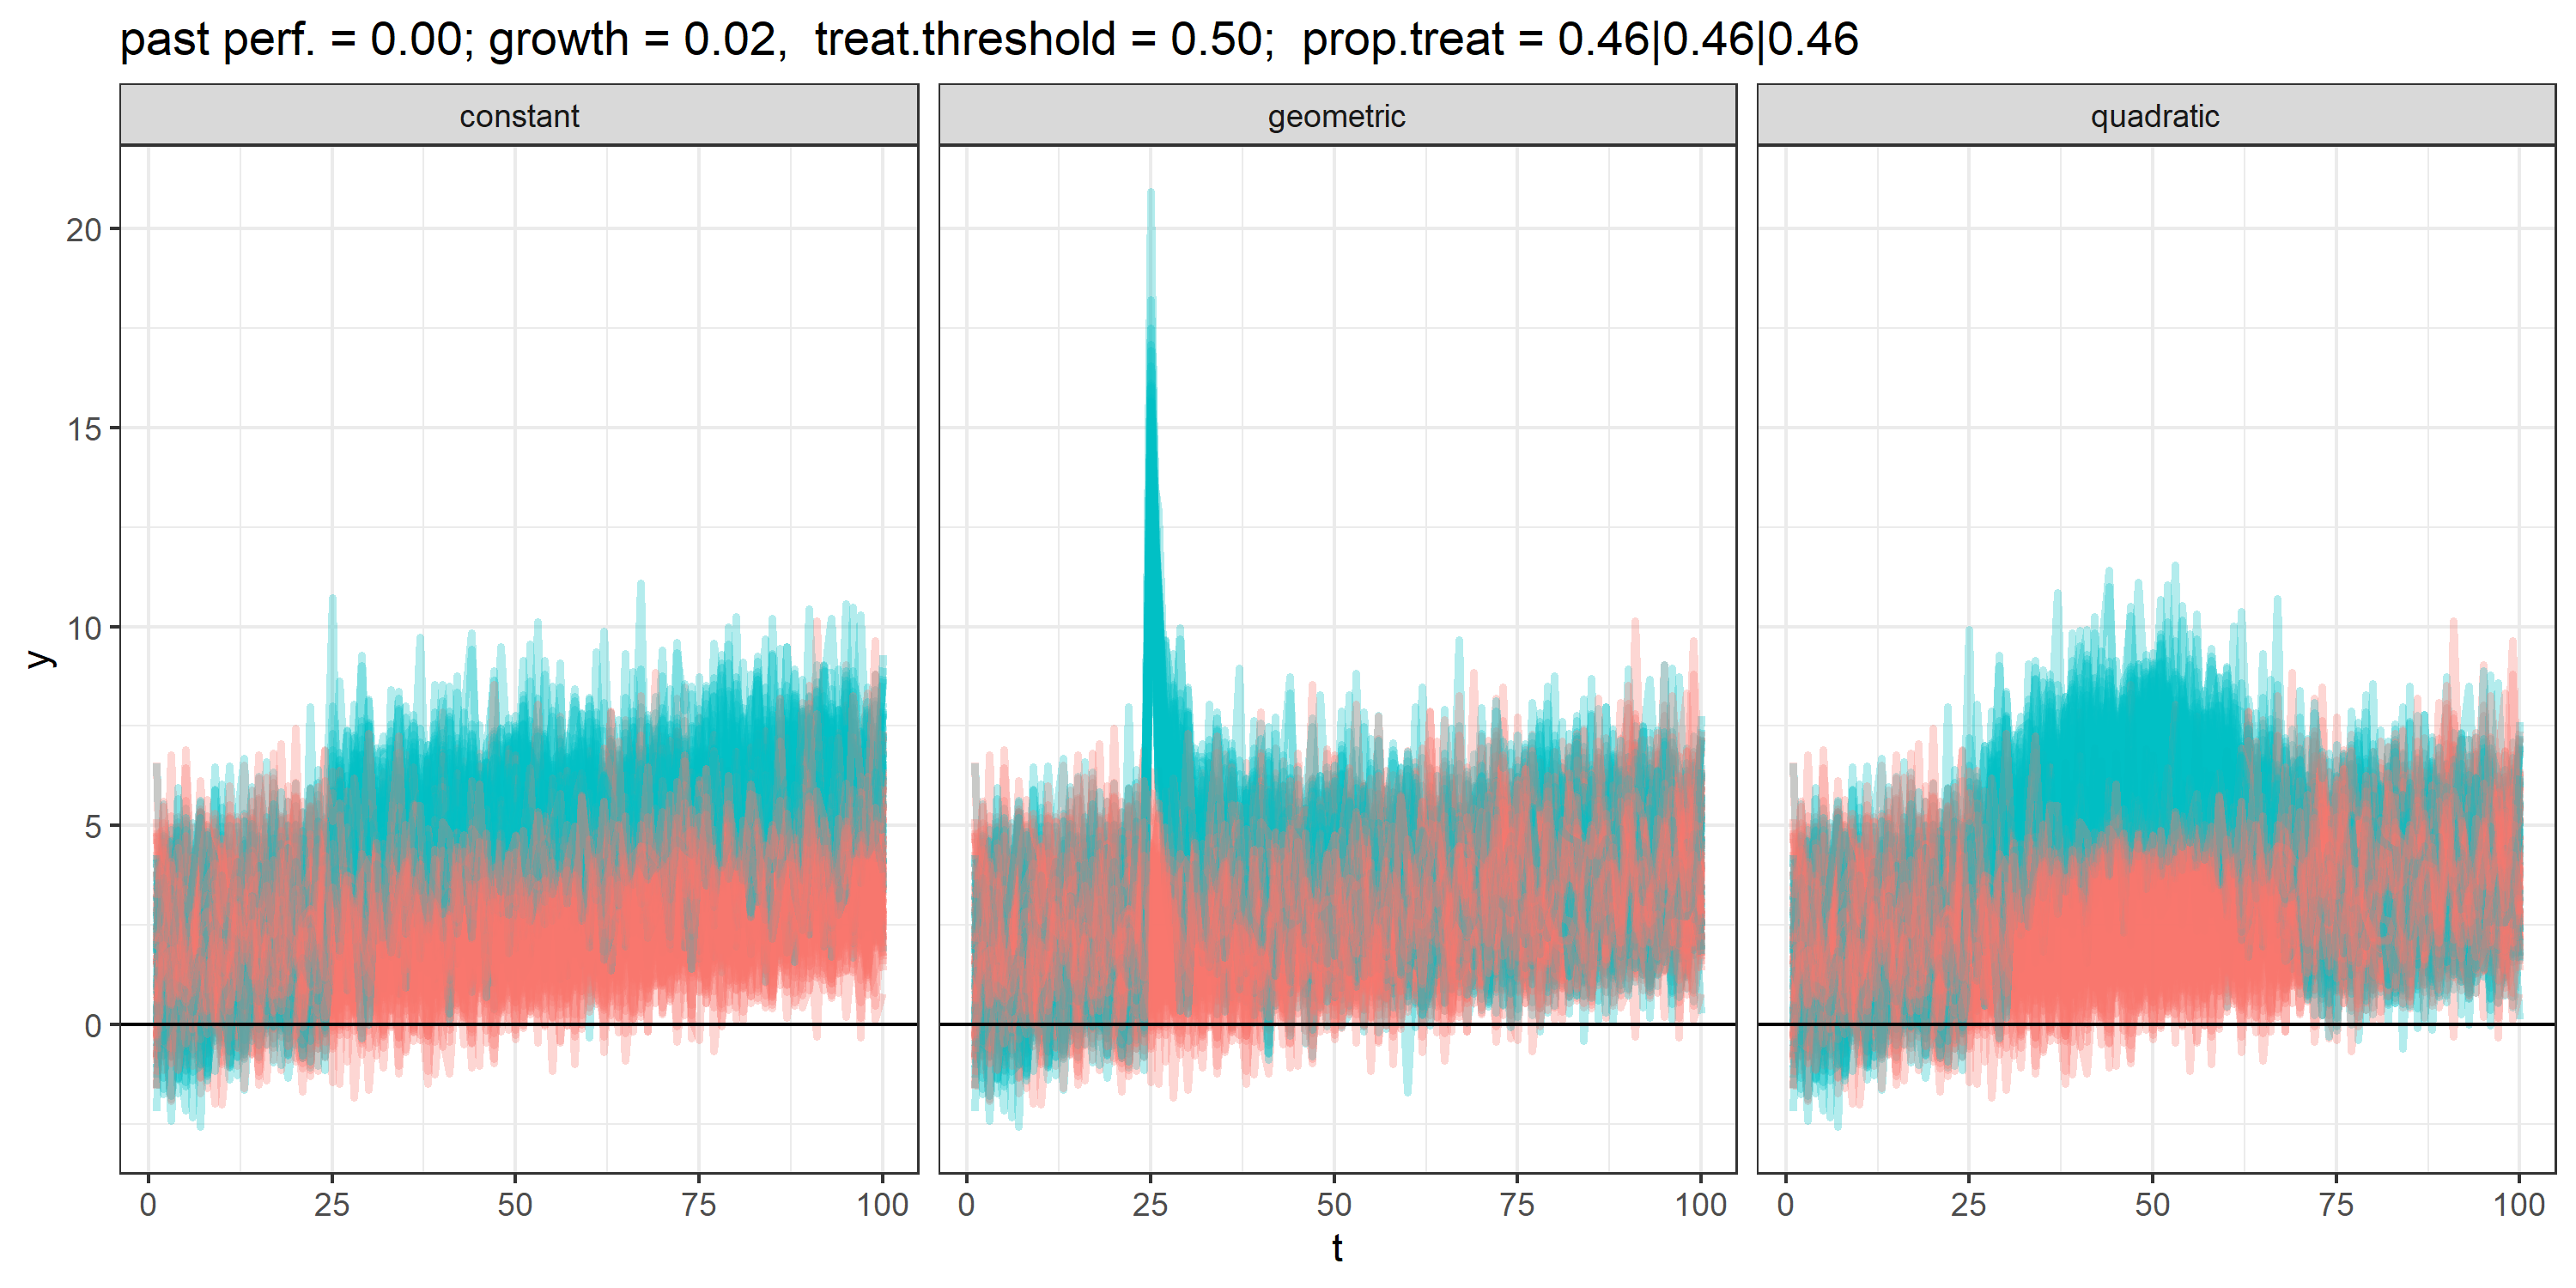 past perf. = 0.00; growth = 0.02,  treat.threshold = 0.50;  prop.treat = 0.46|0.46|0.46
constant geometric quadratic
20
15
10
5
0
y
0 25 50 75 100 0 25 50 75 100 0 25 50 75 100
t